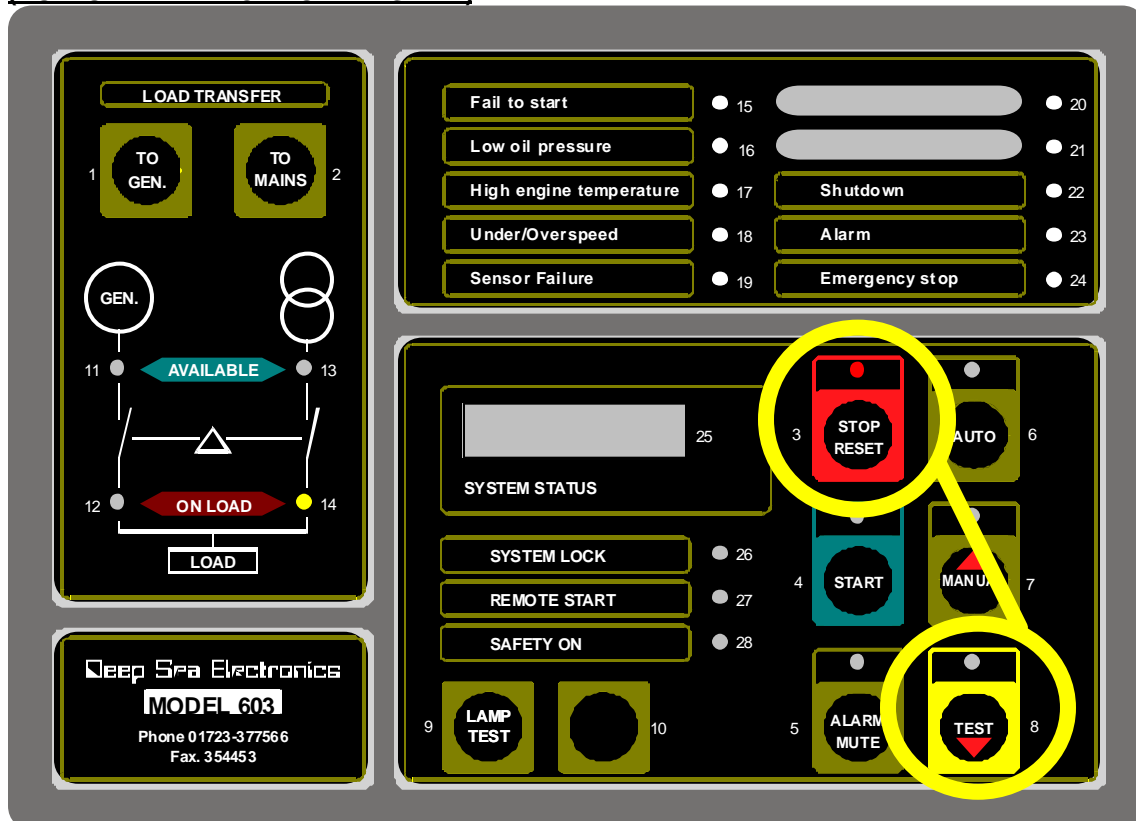 LOAD TRANSFER
TO
GEN.
1
TO
MAINS
2
GEN.
11
AVAILABLE
13
12
ON LOAD
14
LOAD
Deep Sea Electronics
MODEL 603
Phone 01723-377566
Fax. 354453
Fail to start
15
20
Low oil pressure
16
21
High engine temperature
17
Shutdown
22
Under/Overspeed
18
Alarm
23
Sensor Failure
19
Emergency stop
24
25
SYSTEM STATUS
3
STOP
RESET
AUTO
6
SYSTEM LOCK
26
REMOTE START
27
SAFETY ON
28
4
START
MANUA
7
9
LAMP
TEST
10
5
ALARM
MUTE
TEST
8